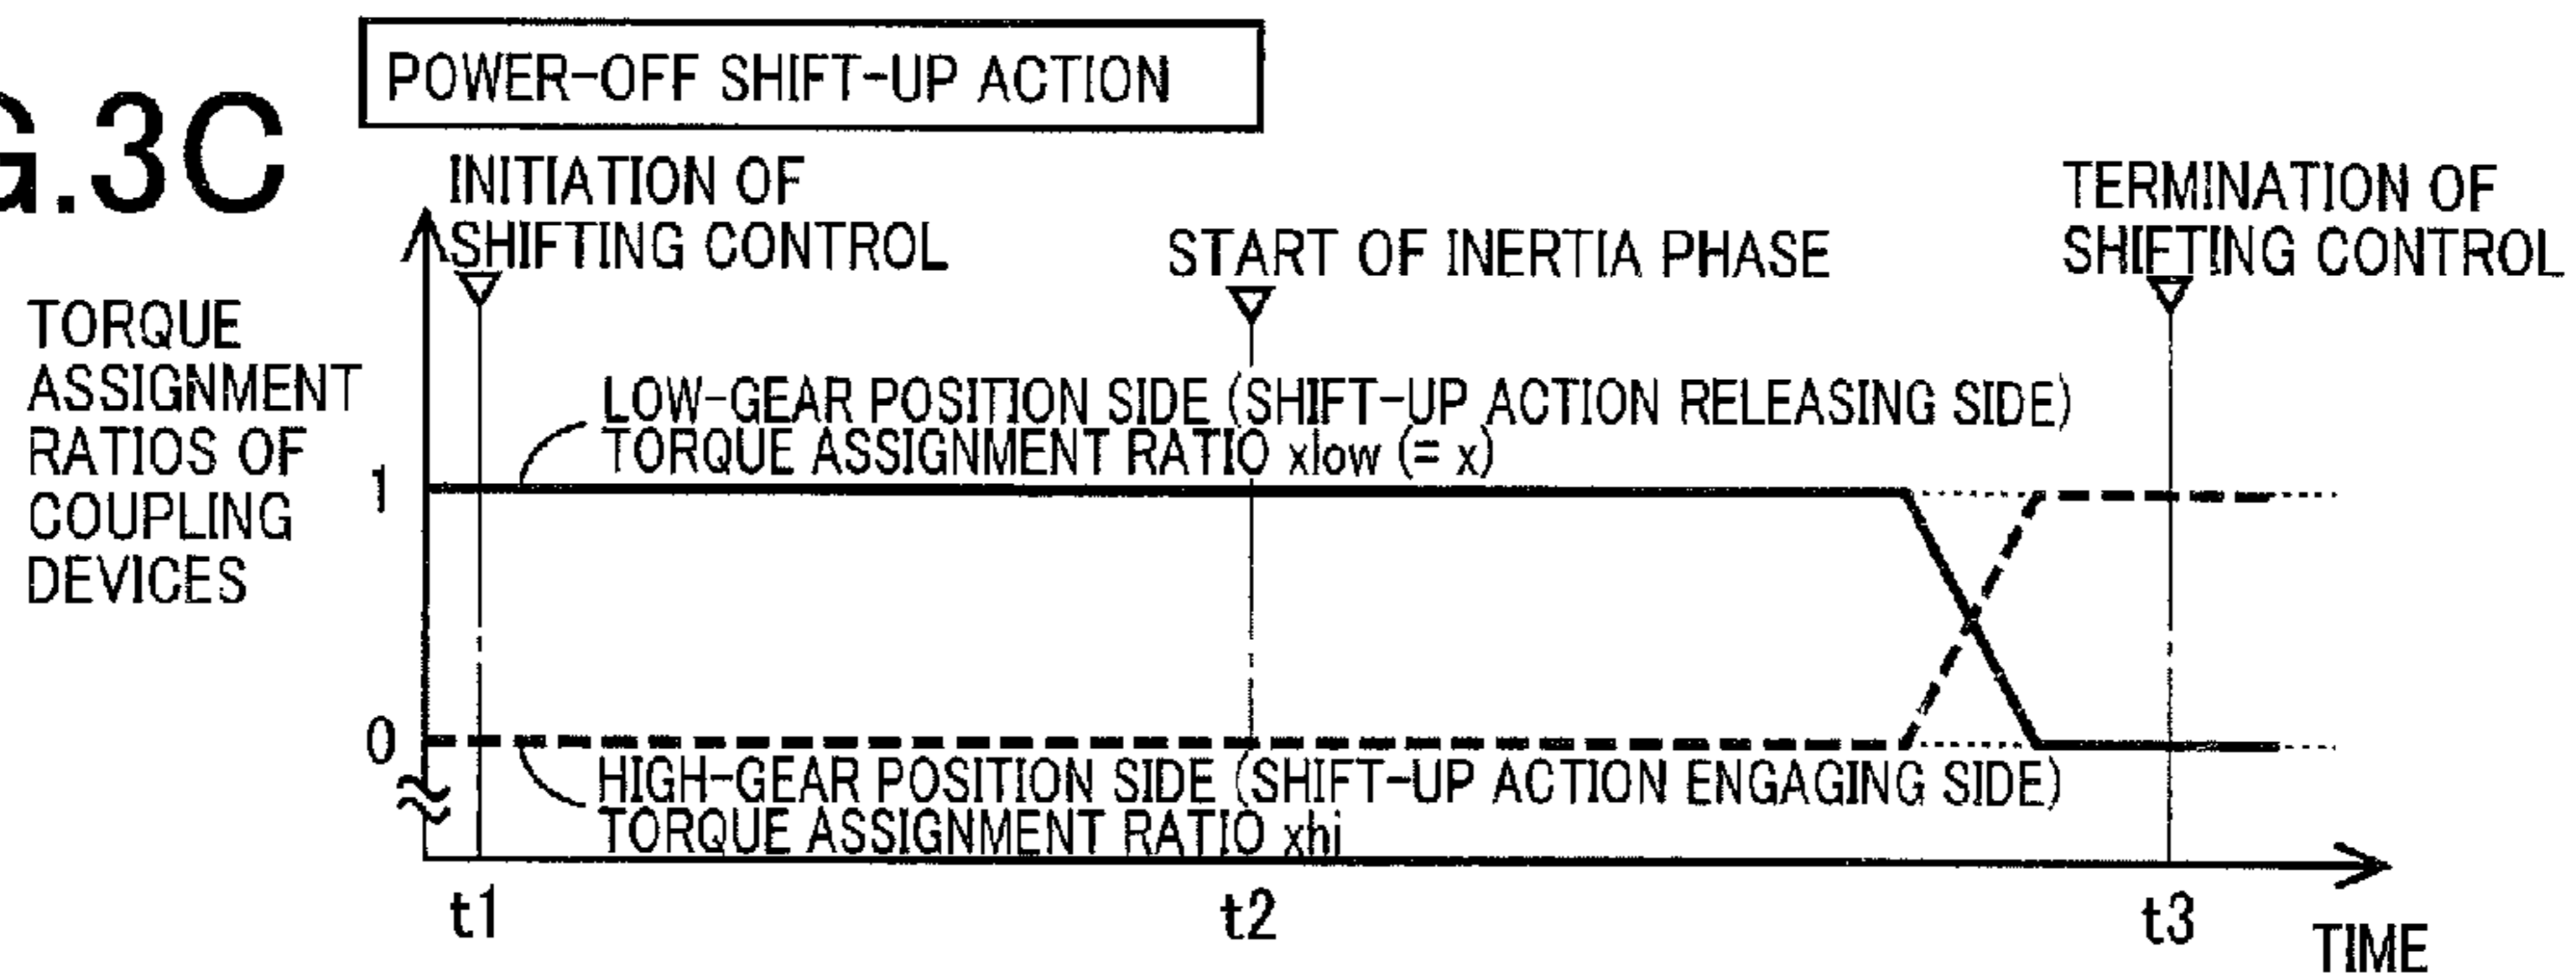 G.3C
POWER-OFF SHIFT-UP ACTION
INITIATION OF
SHIFTING CONTROL
START OF INERTIA PHASE
TERMINATION OF
SHIFTING CONTROL
TORQUE
ASSIGNMENT
RATIOS OF
COUPLING
DEVICES
LOW-GEAR POSITION SIDE (SHIFT-UP ACTION RELEASING SIDE)
TORQUE ASSIGNMENT RATIO xlow (= x)
1
0
HIGH-GEAR POSITION SIDE (SHIFT-UP ACTION ENGAGING SIDE)
TORQUE ASSIGNMENT RATIO xhi
t1
t2
t3
TIME